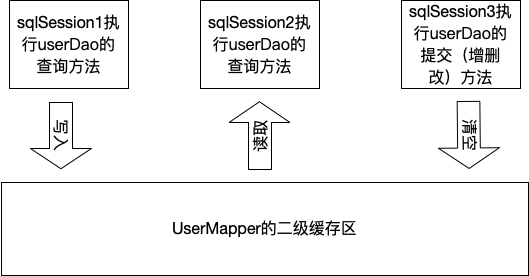 sqlSession1执
行userDao的
查询方法
sqlSession2执
行userDao的
查询方法
sqlSession3执
行userDao的
提交（增删
改）方法
写入
读取
清空
UserMapper的二级缓存区